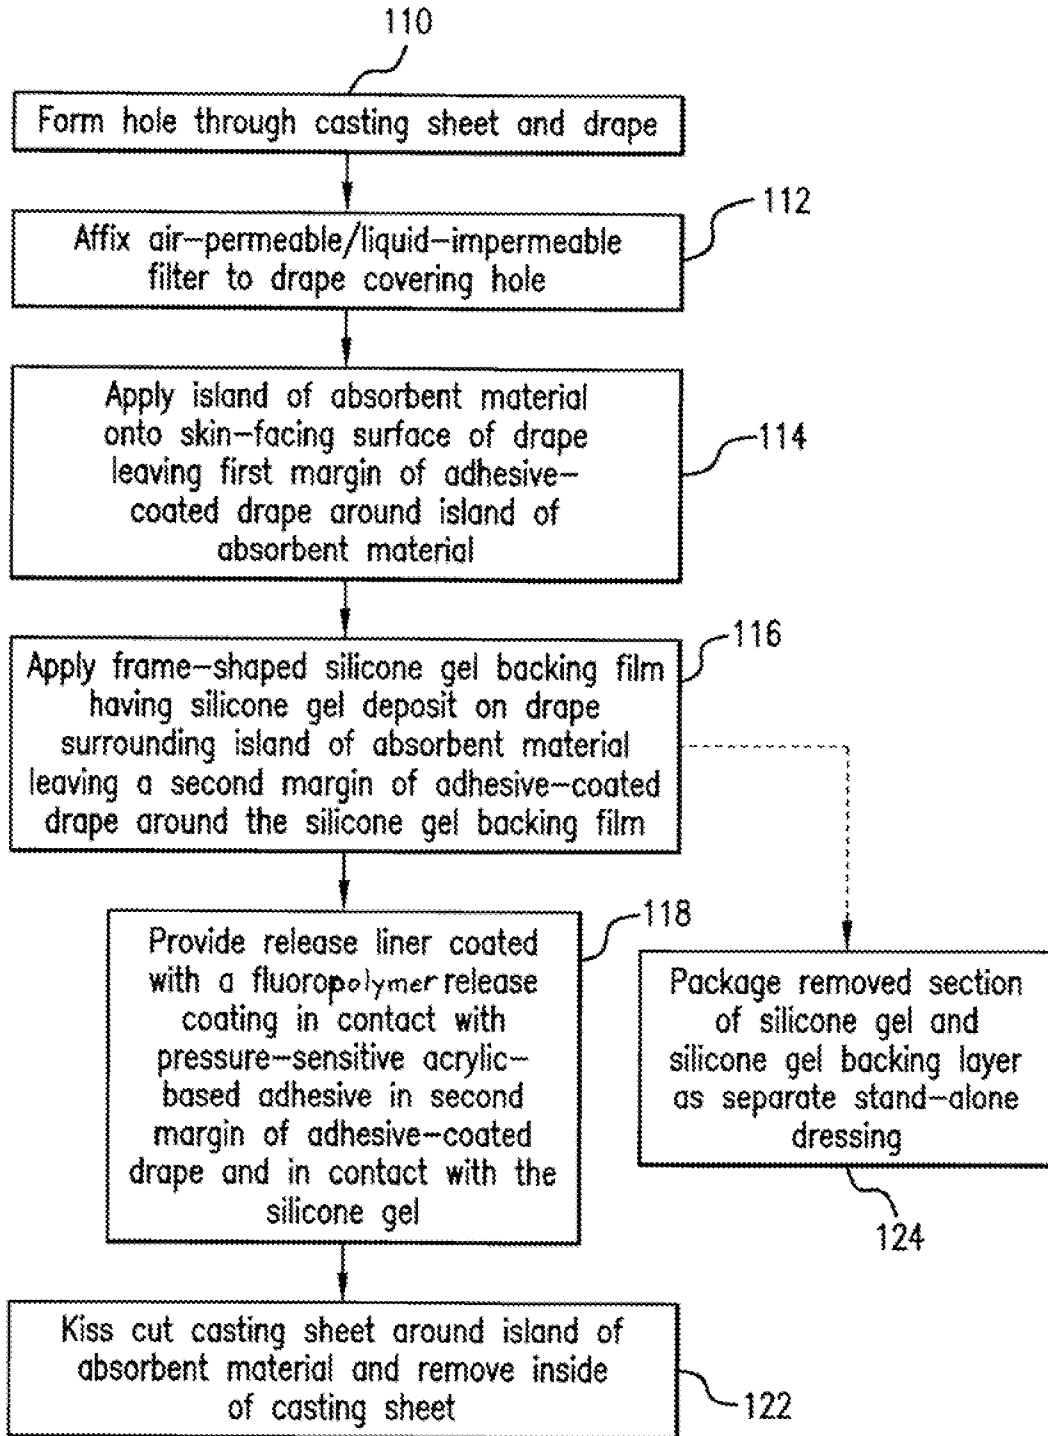 110
Form hole through casting sheet and drape
112
Affix air-permeable/liquid-impermeable
filter to drape covering hole
Apply island of absorbent material
onto skin-facing surface of drape
leaving first margin of adhesive-
coated drape around island of
absorbent material
114
116
Apply frame-shaped silicone gel backing film
having silicone gel deposit on drape
surrounding island of absorbent material
leaving a second margin of adhesive-coated
drape around the silicone gel backing film
118
Provide release liner coated
with a fluoropolymer release
coating in contact with
pressure-sensitive acrylic-
based adhesive in second
margin of adhesive-coated
drape and in contact with the
silicone gel
Package removed section
of silicone gel and
silicone gel backing layer
as separate stand-alone
dressing
124
Kiss cut casting sheet around island of
absorbent material and remove inside
of casting sheet
122